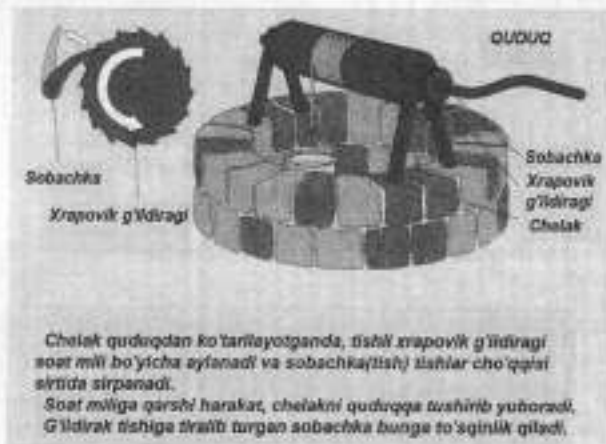 QUDUQ
Sobachka
Xrapovik g'ildiragi
Sobachka
Xrapovik
g'ildiragi
Chelak
Chelak quduqdan ko'tarilayotganda, tishli xrapovik g'ildiragi
soat mili bo'yicha aylanadi va sobachka(tish) tishlar cho'qqisi
sirtida sirpanadi.
Soat miliga qarshi harakat, chelakni quduqqa tushirib yuboradi.
G'ildirak tishiga tiralib turgan sobachka bunga to'sqinlik qiladi.